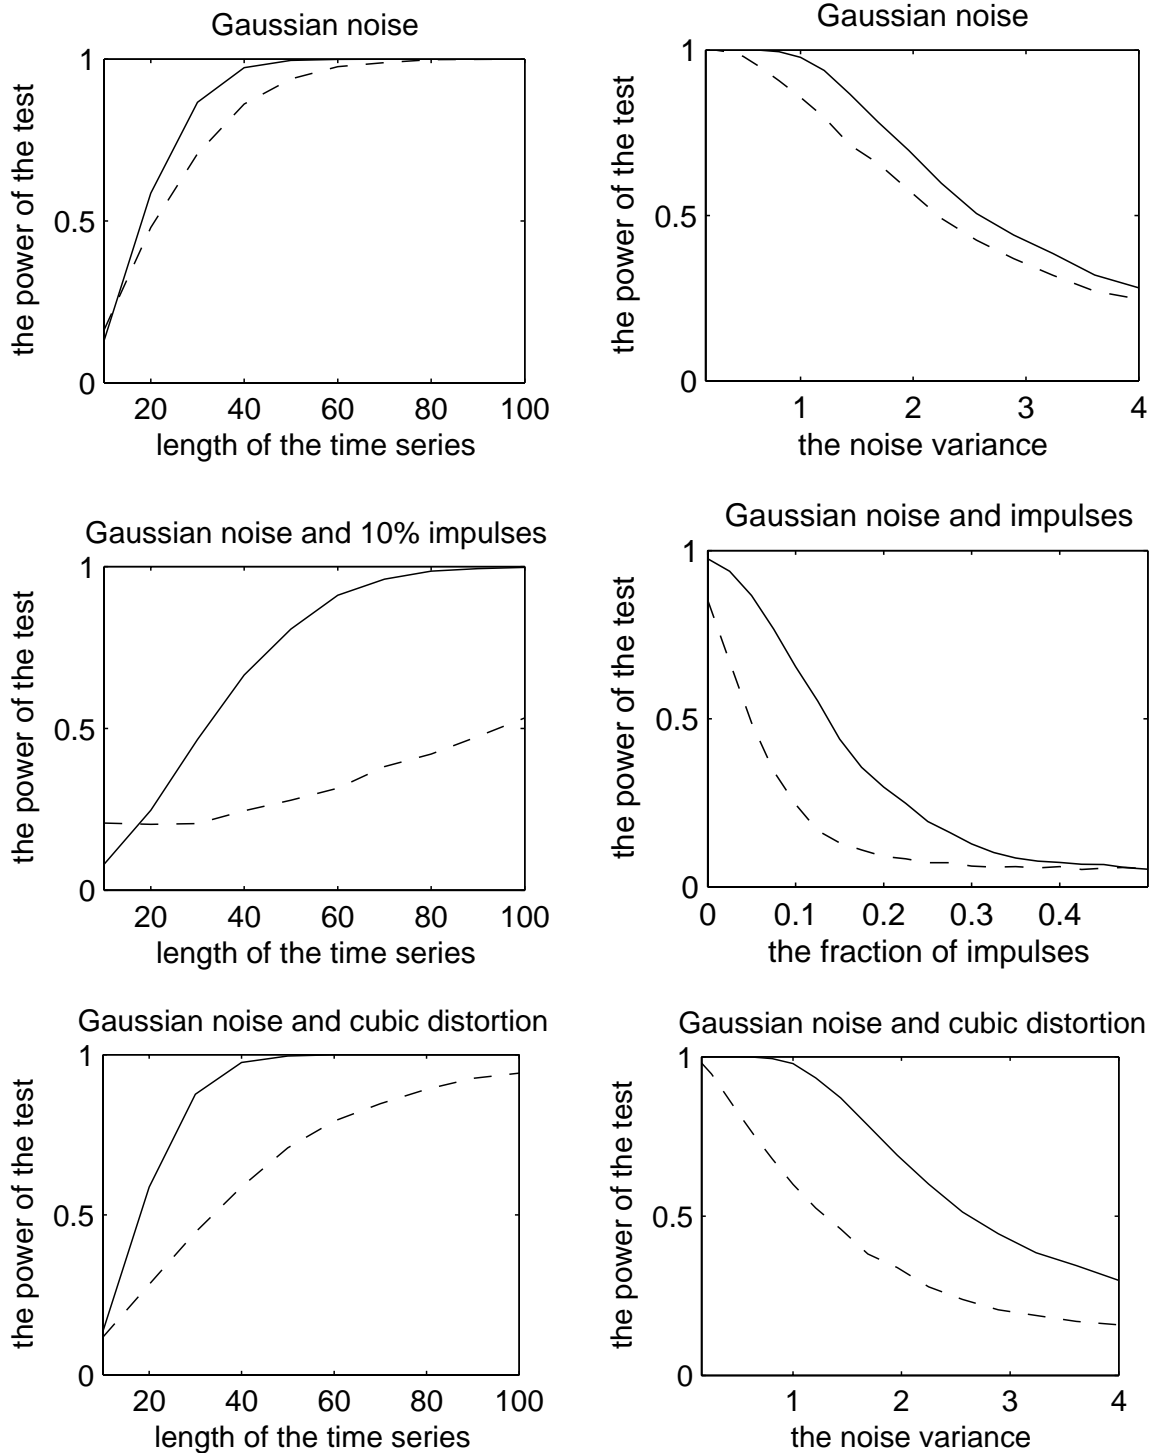 Gaussian noise
the power of the test
1
0.5
0
20 40 60 80 100
length of the time series
Gaussian noise
the power of the test
1
0.5
0
1 2 3 4
the noise variance
Gaussian noise and 10% impulses
the power of the test
1
0.5
0
20 40 60 80 100
length of the time series
Gaussian noise and impulses
the power of the test
1
0.5
0
0 0.1 0.2 0.3 0.4
the fraction of impulses
Gaussian noise and cubic distortion
the power of the test
1
0.5
0
20 40 60 80 100
length of the time series
Gaussian noise and cubic distortion
the power of the test
1
0.5
0
1 2 3 4
the noise variance